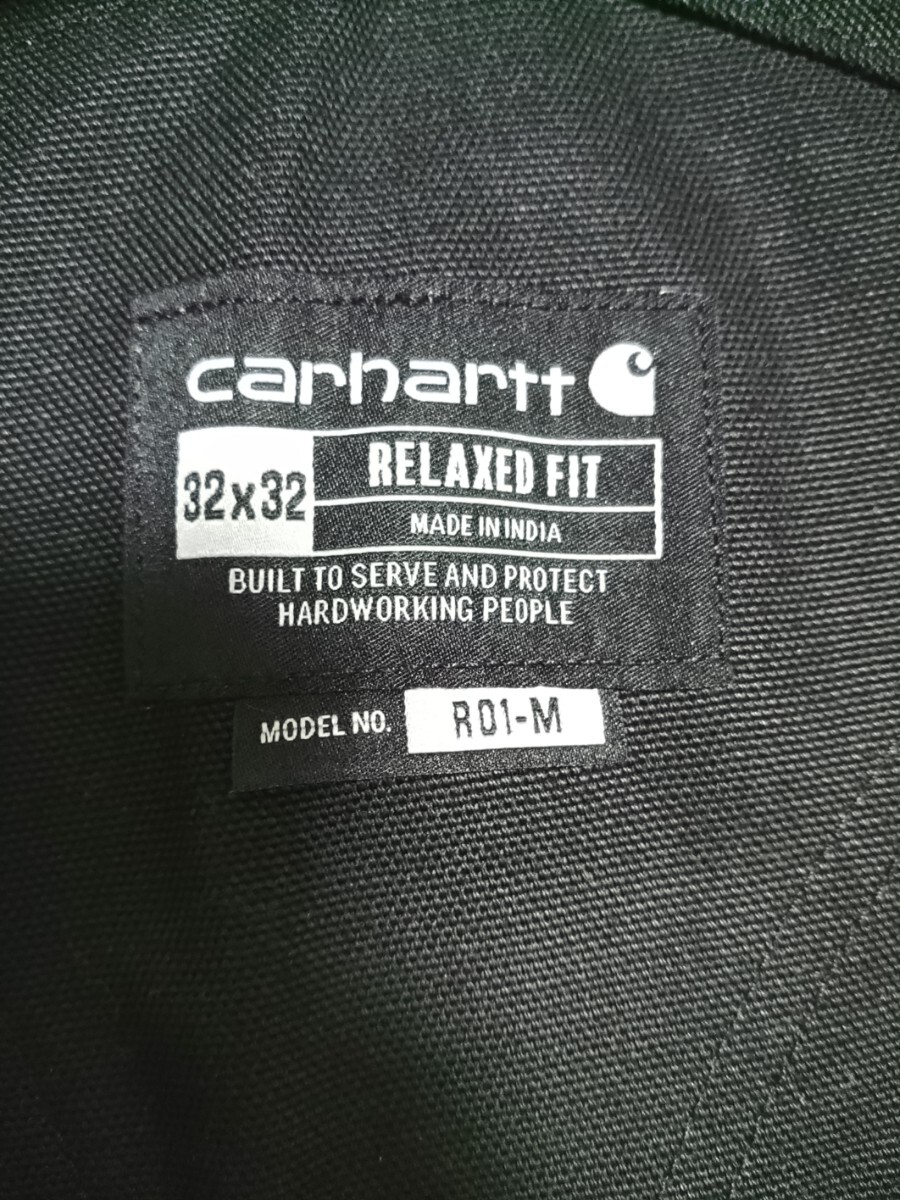 carhartt
32x32
RELAXED FIT
MADE IN INDIA
BUILT TO SERVE AND PROTECT
HARDWORKING PEOPLE
MODEL NO. R01-M